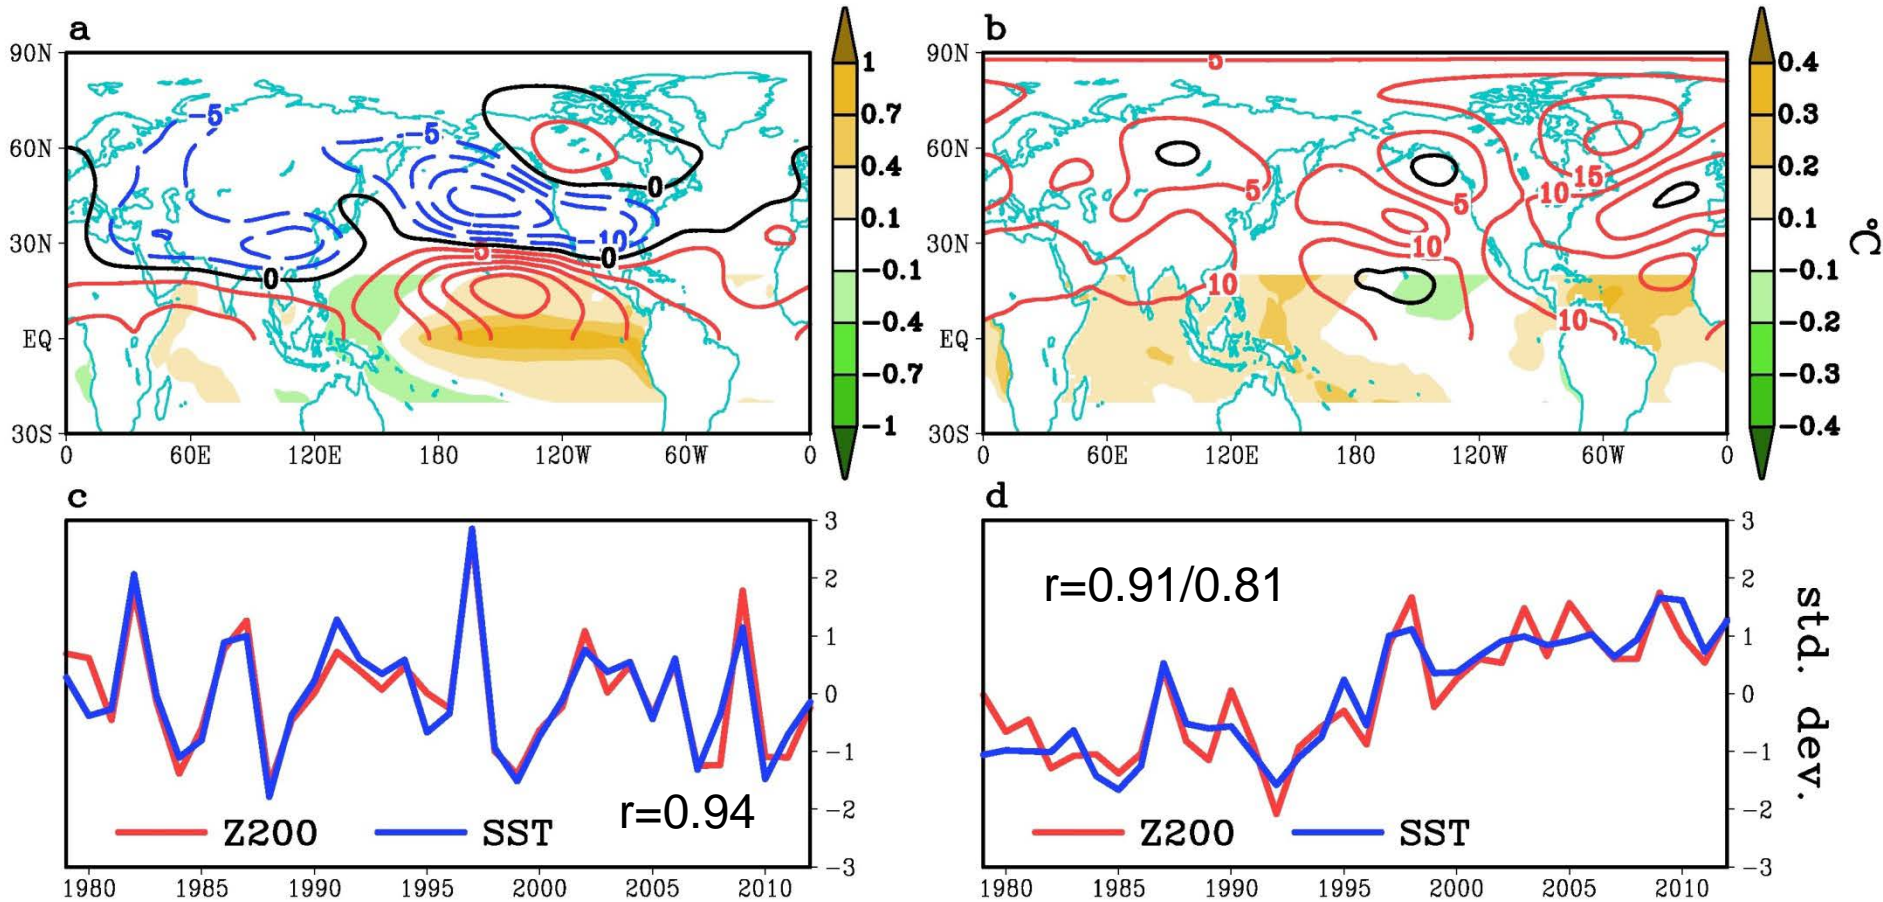 a
90N
60N
30N
EQ
30S
0 60E 120E 180 120W 60W 0
-5 -5
0
-10
5 0
0
1
0.7
0.4
0.1
-0.1
-0.4
-0.7
-1
b
90N
60N
30N
EQ
30S
0 60E 120E 180 120W 60W 0
5
15
5 10
5
10
10
10
0.4
0.3
0.2
0.1
-0.1
-0.2
-0.3
-0.4
°C
c
3
2
1
0
-1
-2
-3
r=0.94
Z200 SST
1980 1985 1990 1995 2000 2005 2010
d
3
2
1
0
-1
-2
-3
r=0.91/0.81
Z200 SST
1980 1985 1990 1995 2000 2005 2010
std. dev.